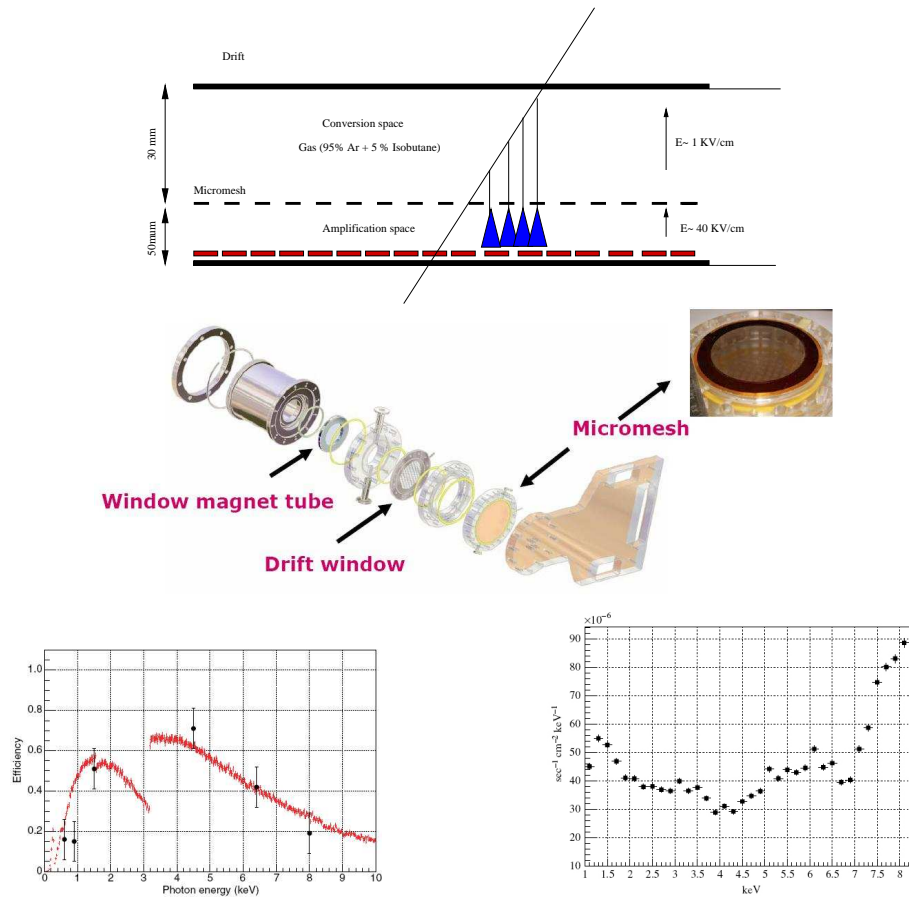 Drift
Conversion space
Gas (95% Ar + 5 % Isobutane)
30 mm
E~ 1 KV/cm
Micromesh
Amplification space
50mum
E~ 40 KV/cm
Micromesh
Window magnet tube
Drift window
Efficiency
1.0
0.8
0.6
0.4
0.2
0
0 1 2 3 4 5 6 7 8 9 10
Photon energy (keV)
×10⁻⁶
sec⁻¹ cm⁻² keV⁻¹
90
80
70
60
50
40
30
20
10
1 1.5 2 2.5 3 3.5 4 4.5 5 5.5 6 6.5 7 7.5 8
keV